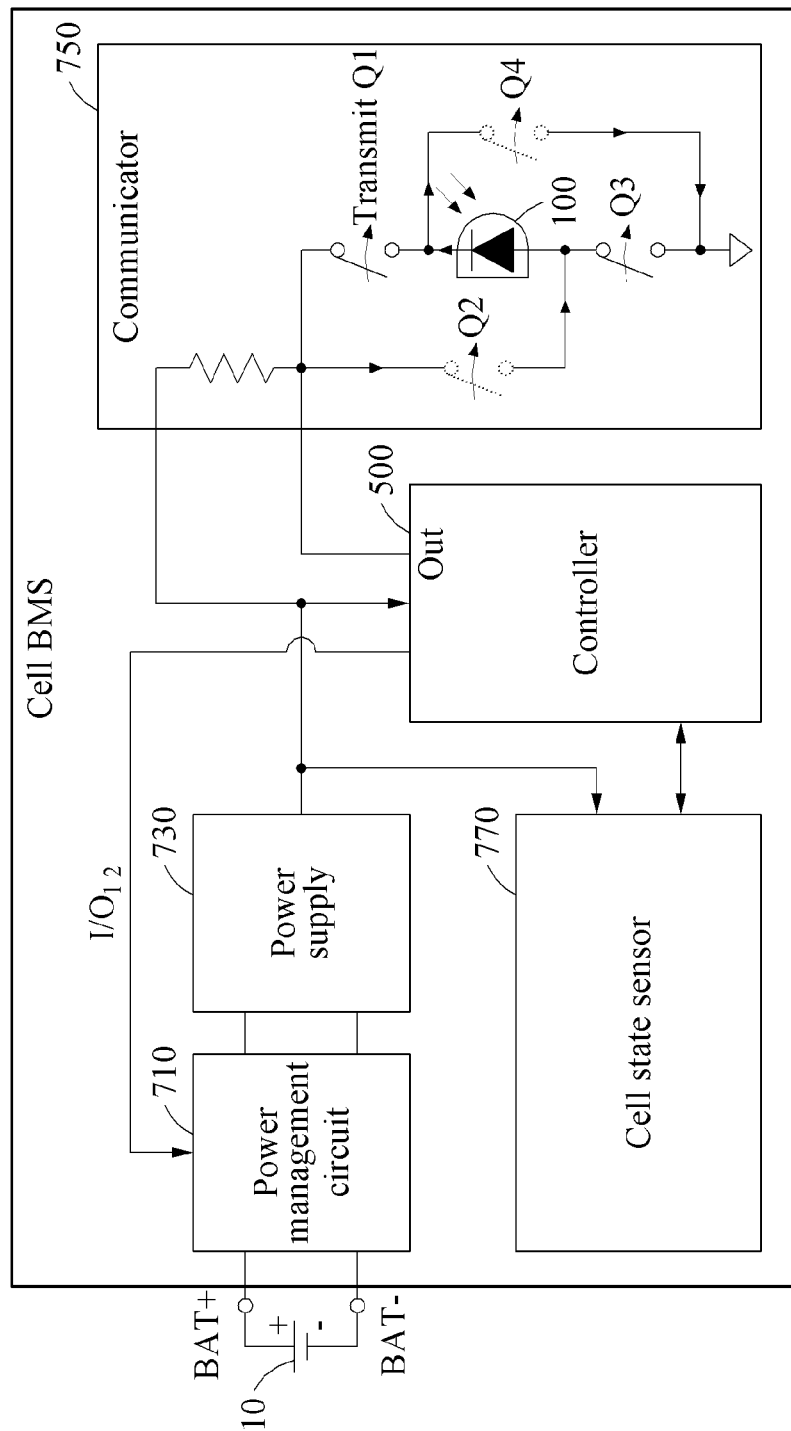 Cell BMS
750
Communicator
Transmit Q1
Q4
100
Q2
Q3
I/O12
500
Out
Controller
730
Power
supply
710
Power
management
circuit
BAT+
+
-
10
BAT-
770
Cell state sensor